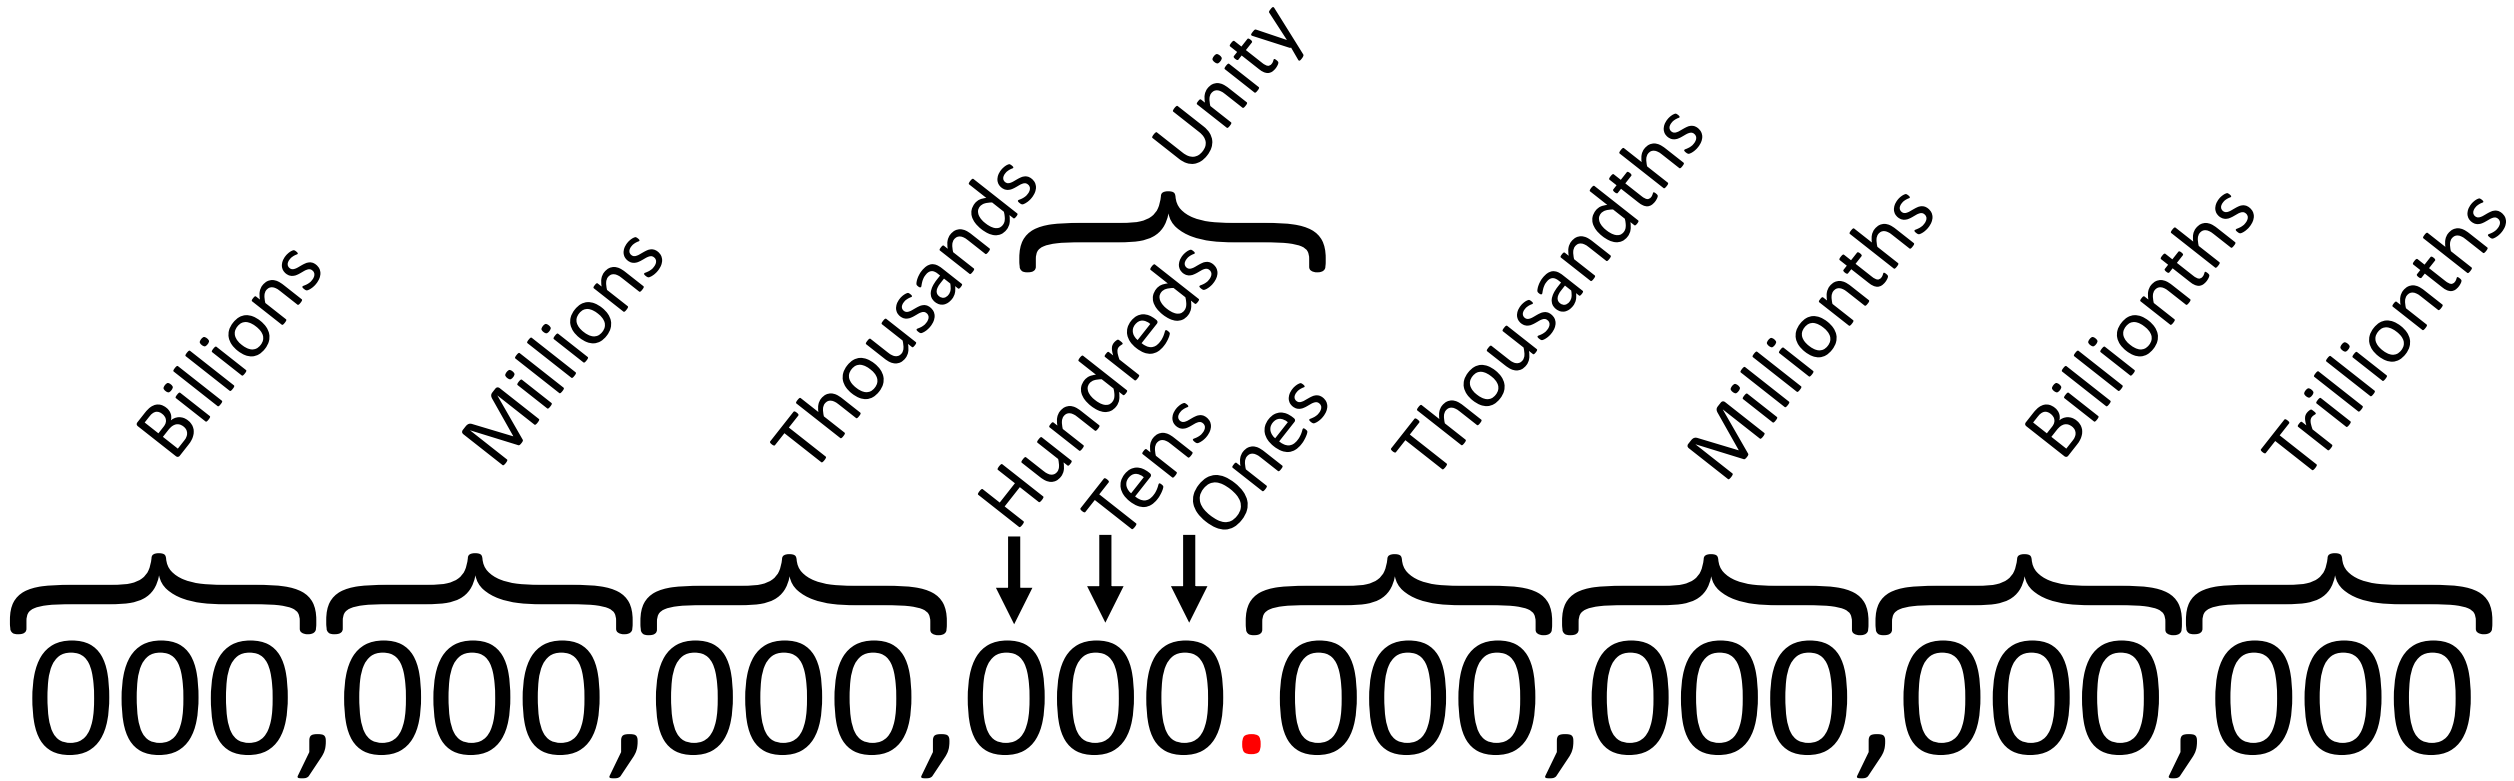 Unity
Billions
Millions
Thousands
Hundreds
Tens
Ones
Thousandths
Millionths
Billionths
Trillionths
000,000,000,000.000,000,000,000